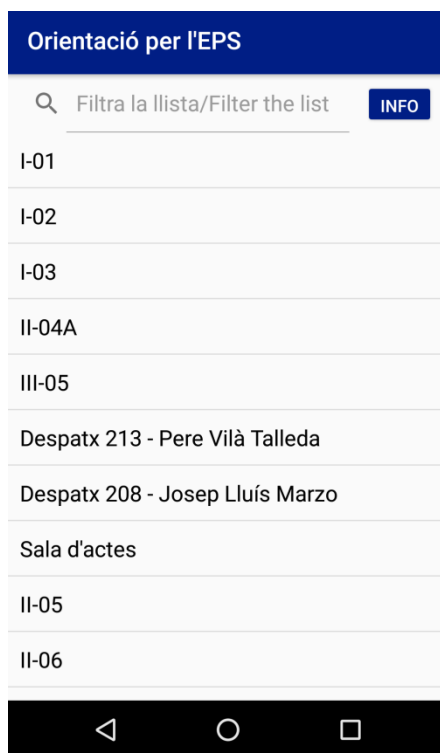 Orientació per l'EPS
Filtra la llista/Filter the list
INFO
I-01
I-02
I-03
II-04A
III-05
Despatx 213 - Pere Vilà Talleda
Despatx 208 - Josep Lluís Marzo
Sala d'actes
II-05
II-06